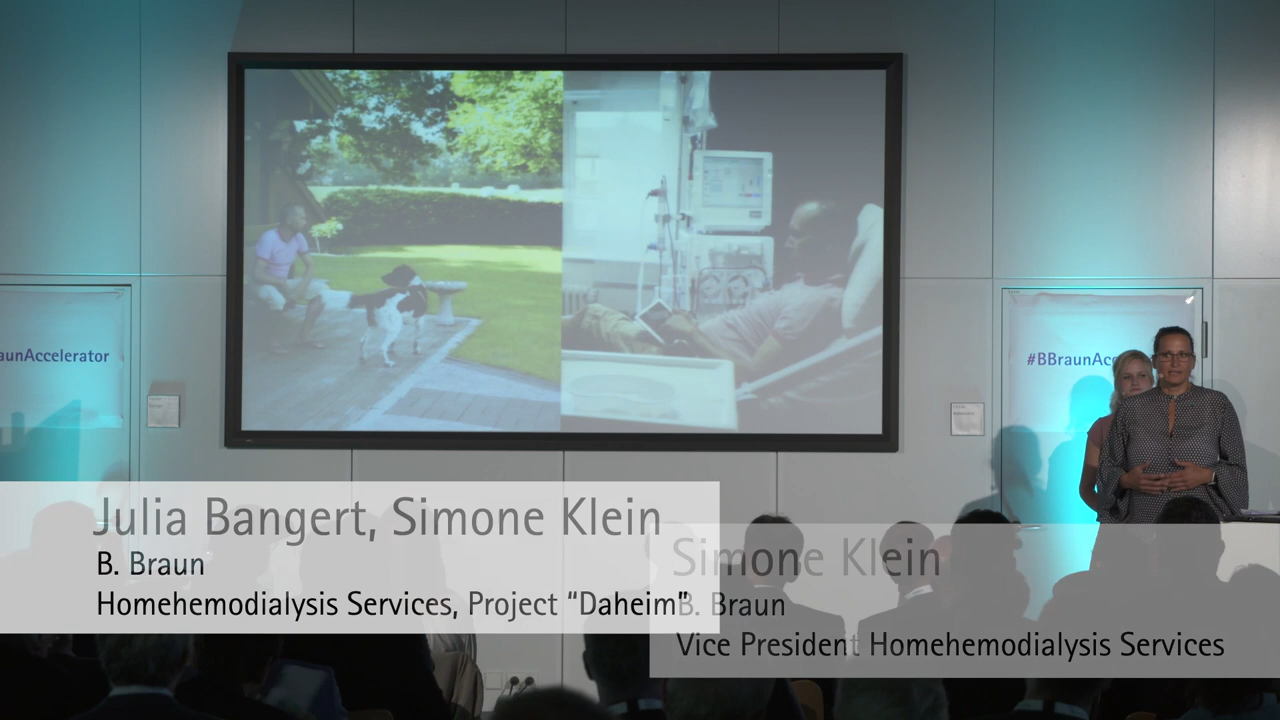 aunAccelerator
#BBraunAcc
Julia Bangert, Simone Klein
B. Braun
Homehemodialysis Services, Project “Daheim”
Simone Klein
B. Braun
Vice President Homehemodialysis Services